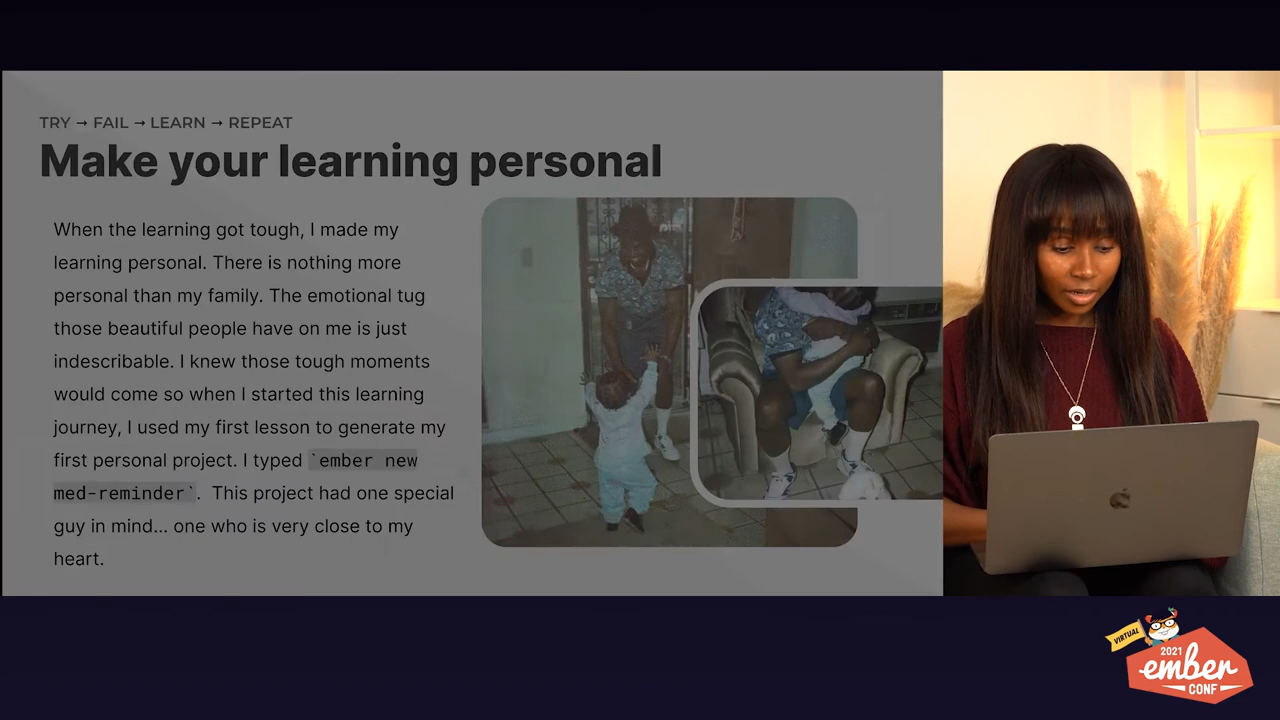 TRY → FAIL → LEARN → REPEAT
Make your learning personal
When the learning got tough, I made my
learning personal. There is nothing more
personal than my family. The emotional tug
those beautiful people have on me is just
indescribable. I knew those tough moments
would come so when I started this learning
journey, I used my first lesson to generate my
first personal project. I typed `ember new
med-reminder`. This project had one special
guy in mind... one who is very close to my
heart.
VIRTUAL
2021
ember
CONF